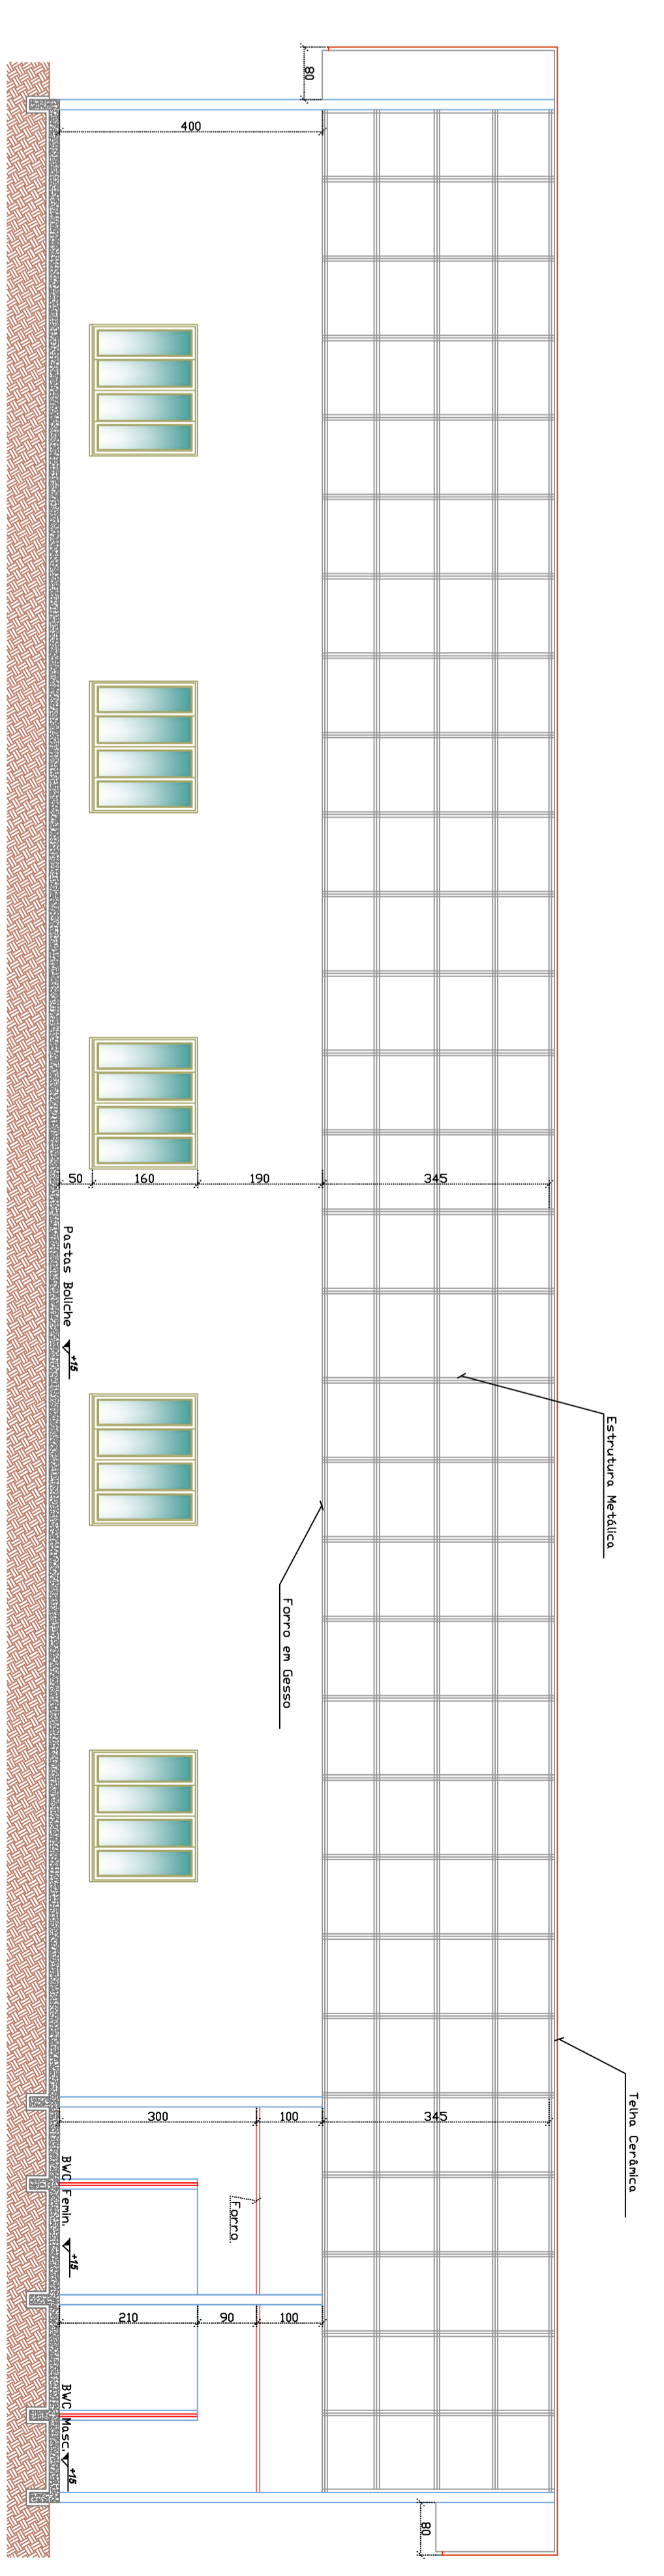 80
400
50
160
190
345
Pastas Boliche
+15
Estrutura Metálica
Forro em Gesso
Telha Cerâmica
300
100
345
BWC Femin.
+15
Forro
210
90
100
BWC Masc.
+15
80